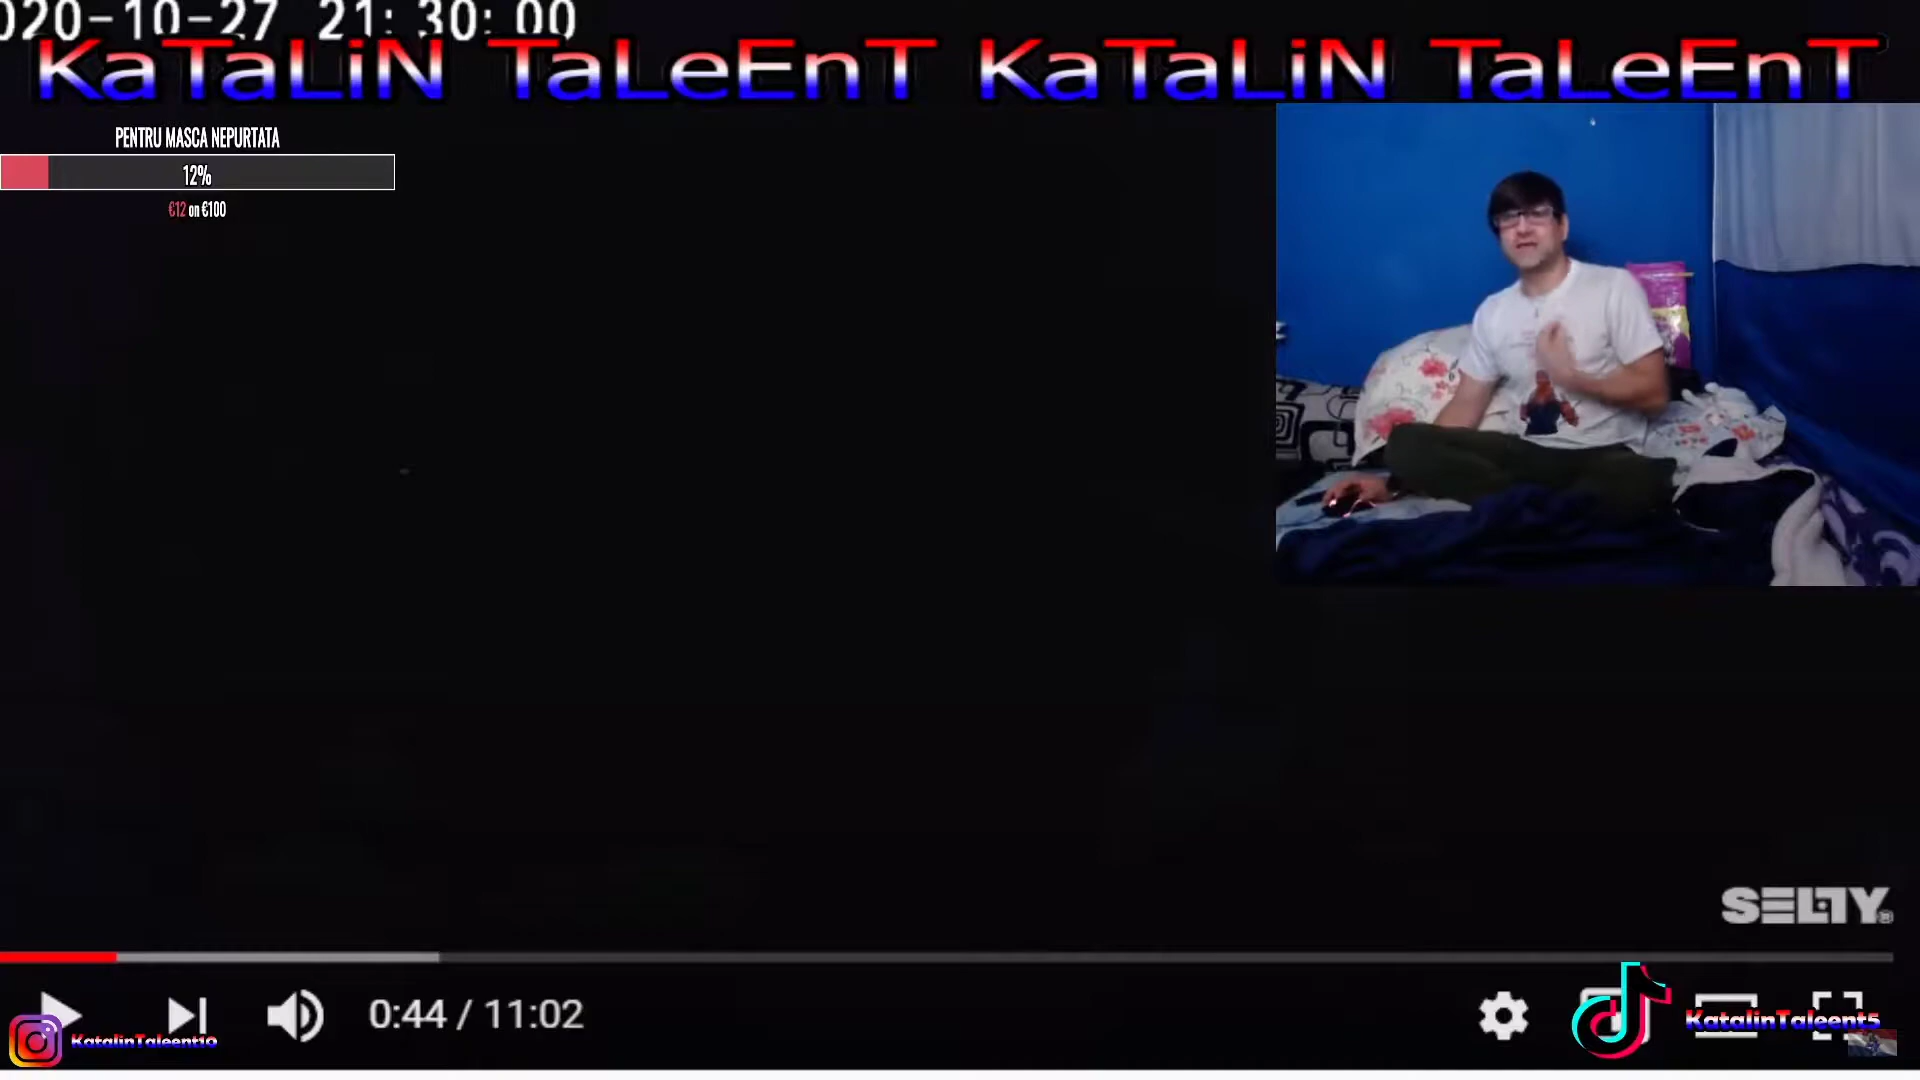 020-10-27 21:30:00
KaTaLiN TaLeEnT KaTaLiN TaLeEnT
PENTRU MASCA NEPURTATA
12%
€12 on €100
SELTY
0:44 / 11:02
KatalinTaleent10
KatalinTaleent5